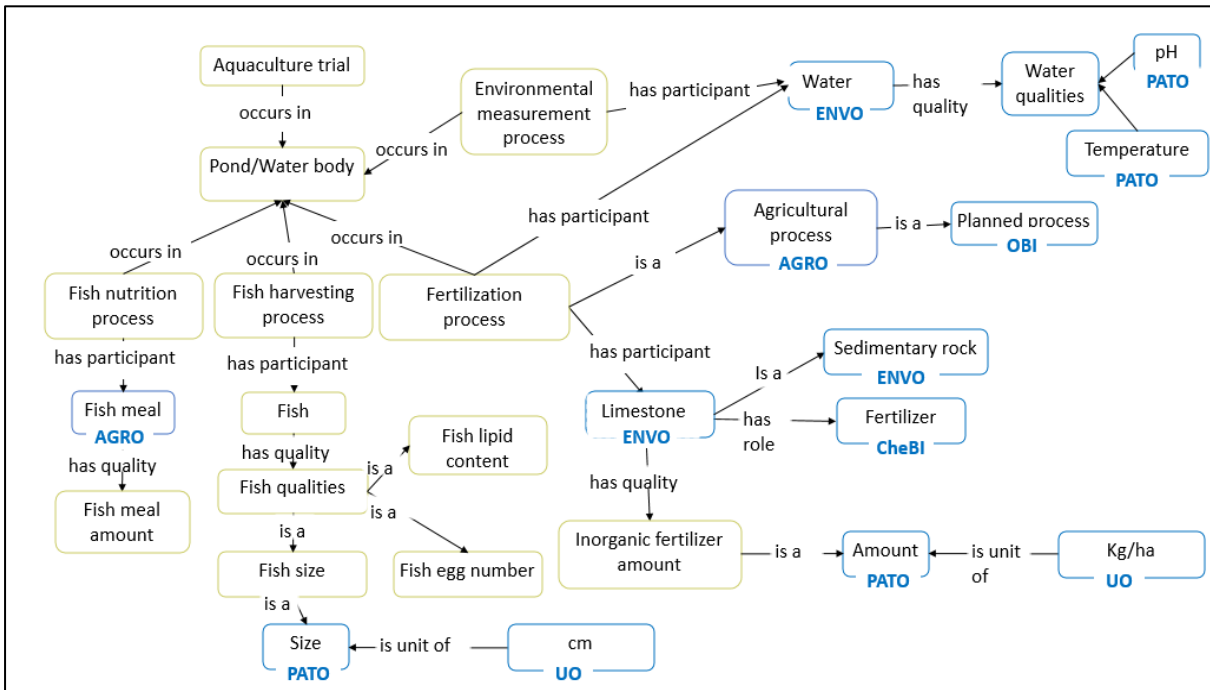 Aquaculture trial
occurs in
Pond/Water body
Environmental
measurement
process
occurs in
has participant
Water
ENVO
has
quality
Water
qualities
pH
PATO
Temperature
PATO
has participant
occurs in
occurs in
occurs in
Agricultural
process
AGRO
is a
Planned process
OBI
is a
Fish nutrition
process
Fish harvesting
process
Fertilization
process
has participant
has participant
has participant
Sedimentary rock
ENVO
Is a
Fish meal
AGRO
Fish
Limestone
ENVO
has
role
Fertilizer
CheBI
has quality
has quality
Fish lipid
content
is a
Fish qualities
is a
has quality
Fish meal
amount
is a
Fish size
Fish egg number
Inorganic fertilizer
amount
is a
Amount
PATO
is unit
of
Kg/ha
UO
is a
Size
PATO
is unit of
cm
UO